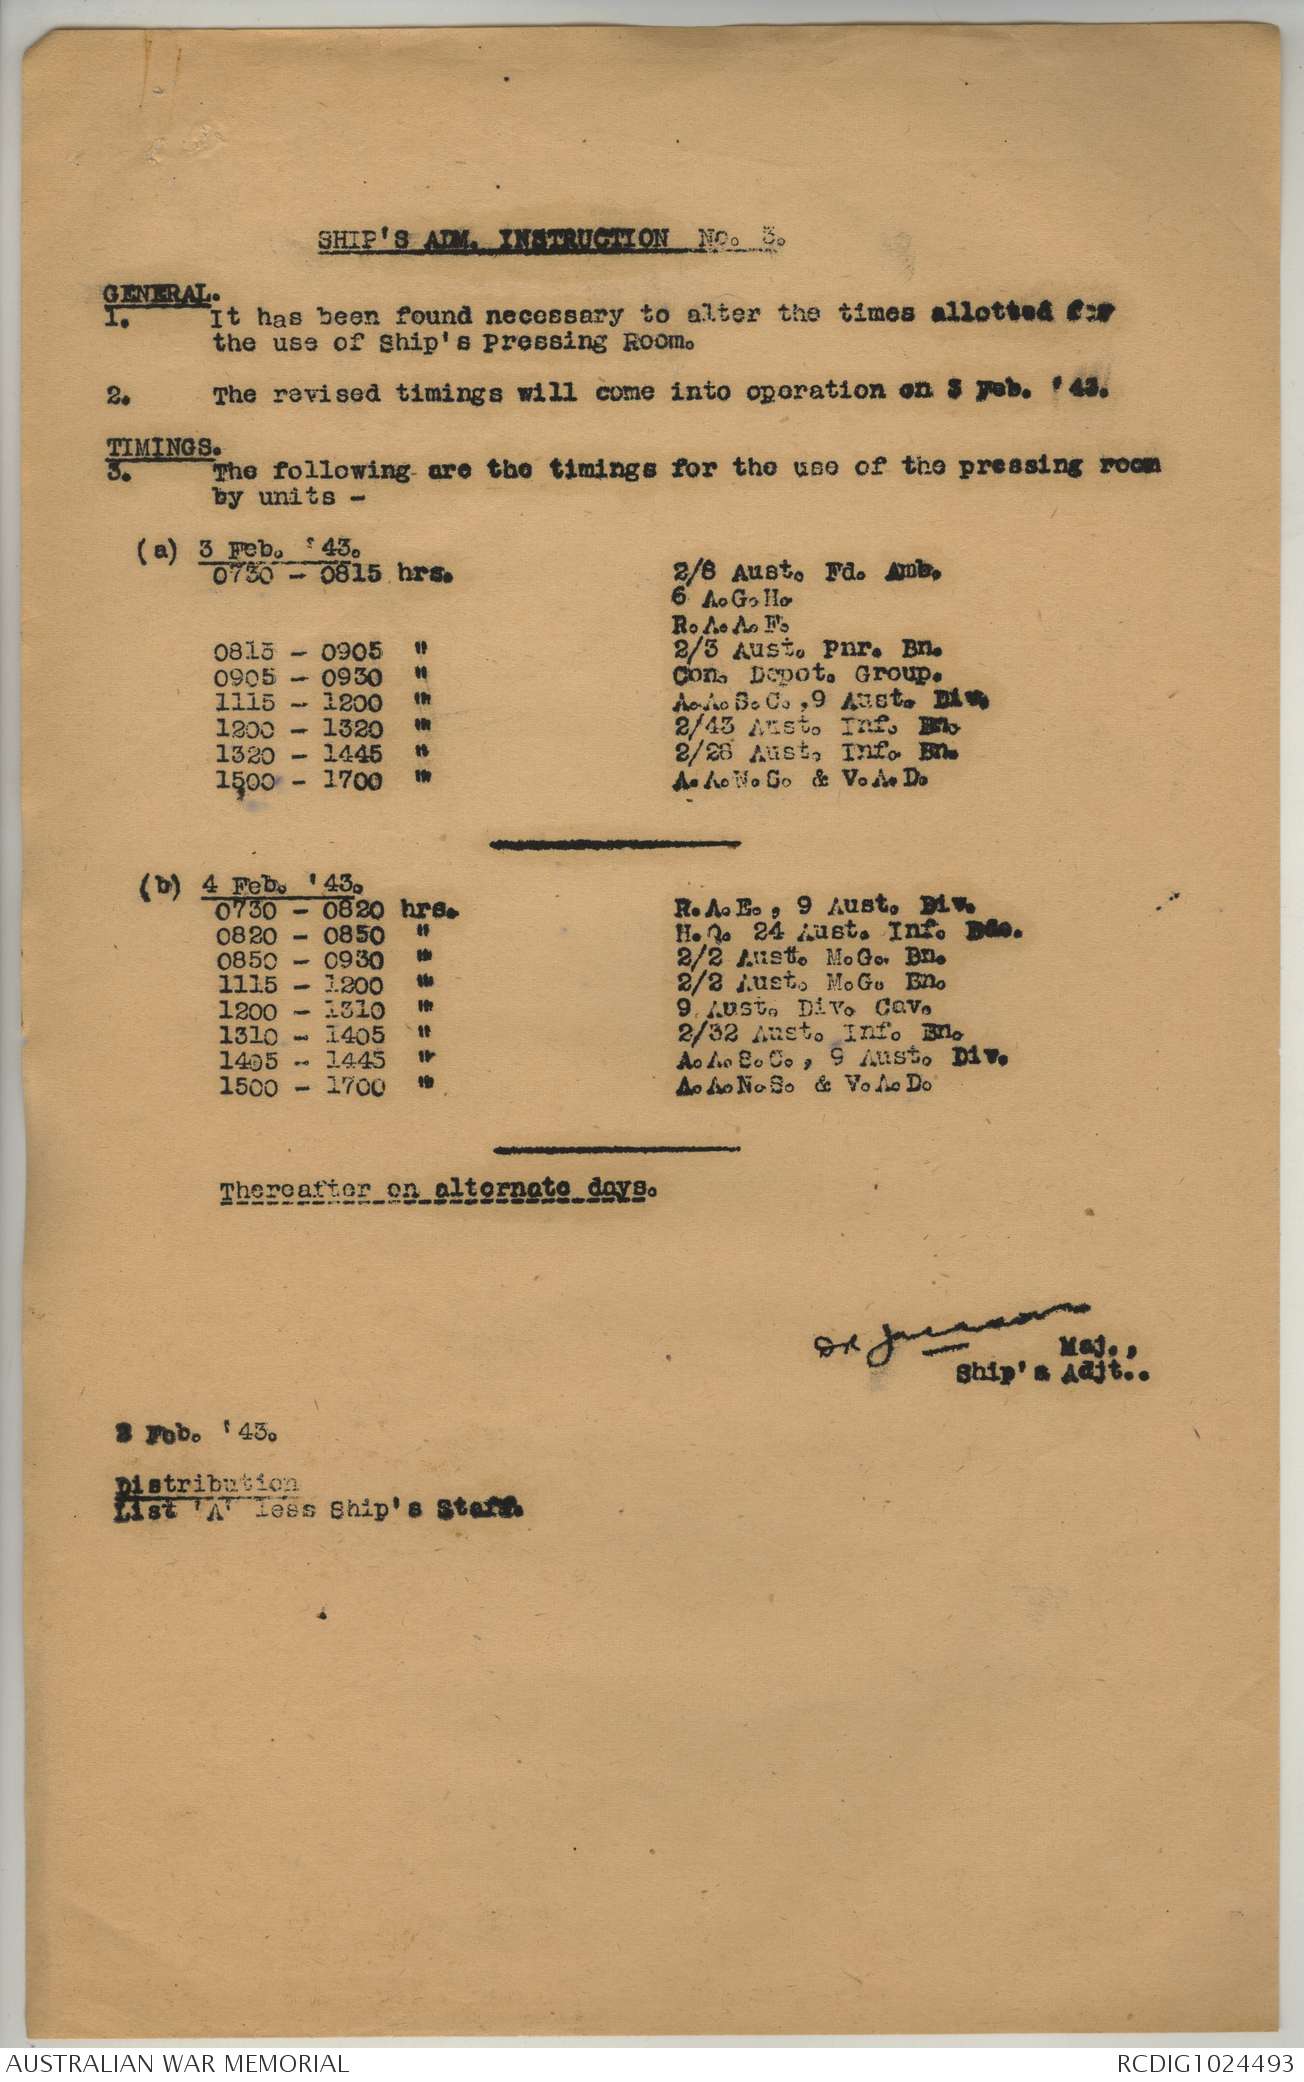 SHIP'S ADM. INSTRUCTION No. 3.
GENERAL.
1. It has been found necessary to alter the times allotted for
the use of Ship's Pressing Room.
2. The revised timings will come into operation on 3 Feb. '43.
TIMINGS.
3. The following are the timings for the use of the pressing room
by units -
(a) 3 Feb. '43.
0730 - 0815 hrs. 2/8 Aust. Fd. Amb.
6 A.G.H.
R.A.A.F.
0815 - 0905 " 2/3 Aust. Pnr. Bn.
0905 - 0930 " Con. Depot. Group.
1115 - 1200 " A.A.S.C.,9 Aust. Div.
1200 - 1320 " 2/43 Aust. Inf. Bn.
1320 - 1445 " 2/28 Aust. Inf. Bn.
1500 - 1700 " A.A.N.S. & V.A.D.
(b) 4 Feb. '43.
0730 - 0820 hrs. R.A.E., 9 Aust. Div.
0820 - 0850 " H.Q. 24 Aust. Inf. Bde.
0850 - 0930 " 2/2 Aust. M.G. Bn.
1115 - 1200 " 2/2 Aust. M.G. Bn.
1200 - 1310 " 9 Aust. Div. Cav.
1310 - 1405 " 2/32 Aust. Inf. Bn.
1405 - 1445 " A.A.S.C., 9 Aust. Div.
1500 - 1700 " A.A.N.S. & V.A.D.
Thereafter on alternate days.
Maj.,
Ship's Adjt..
Feb. '43.
Distribution
List 'A' less Ship's Staff.
AUSTRALIAN WAR MEMORIAL RCDIG1024493